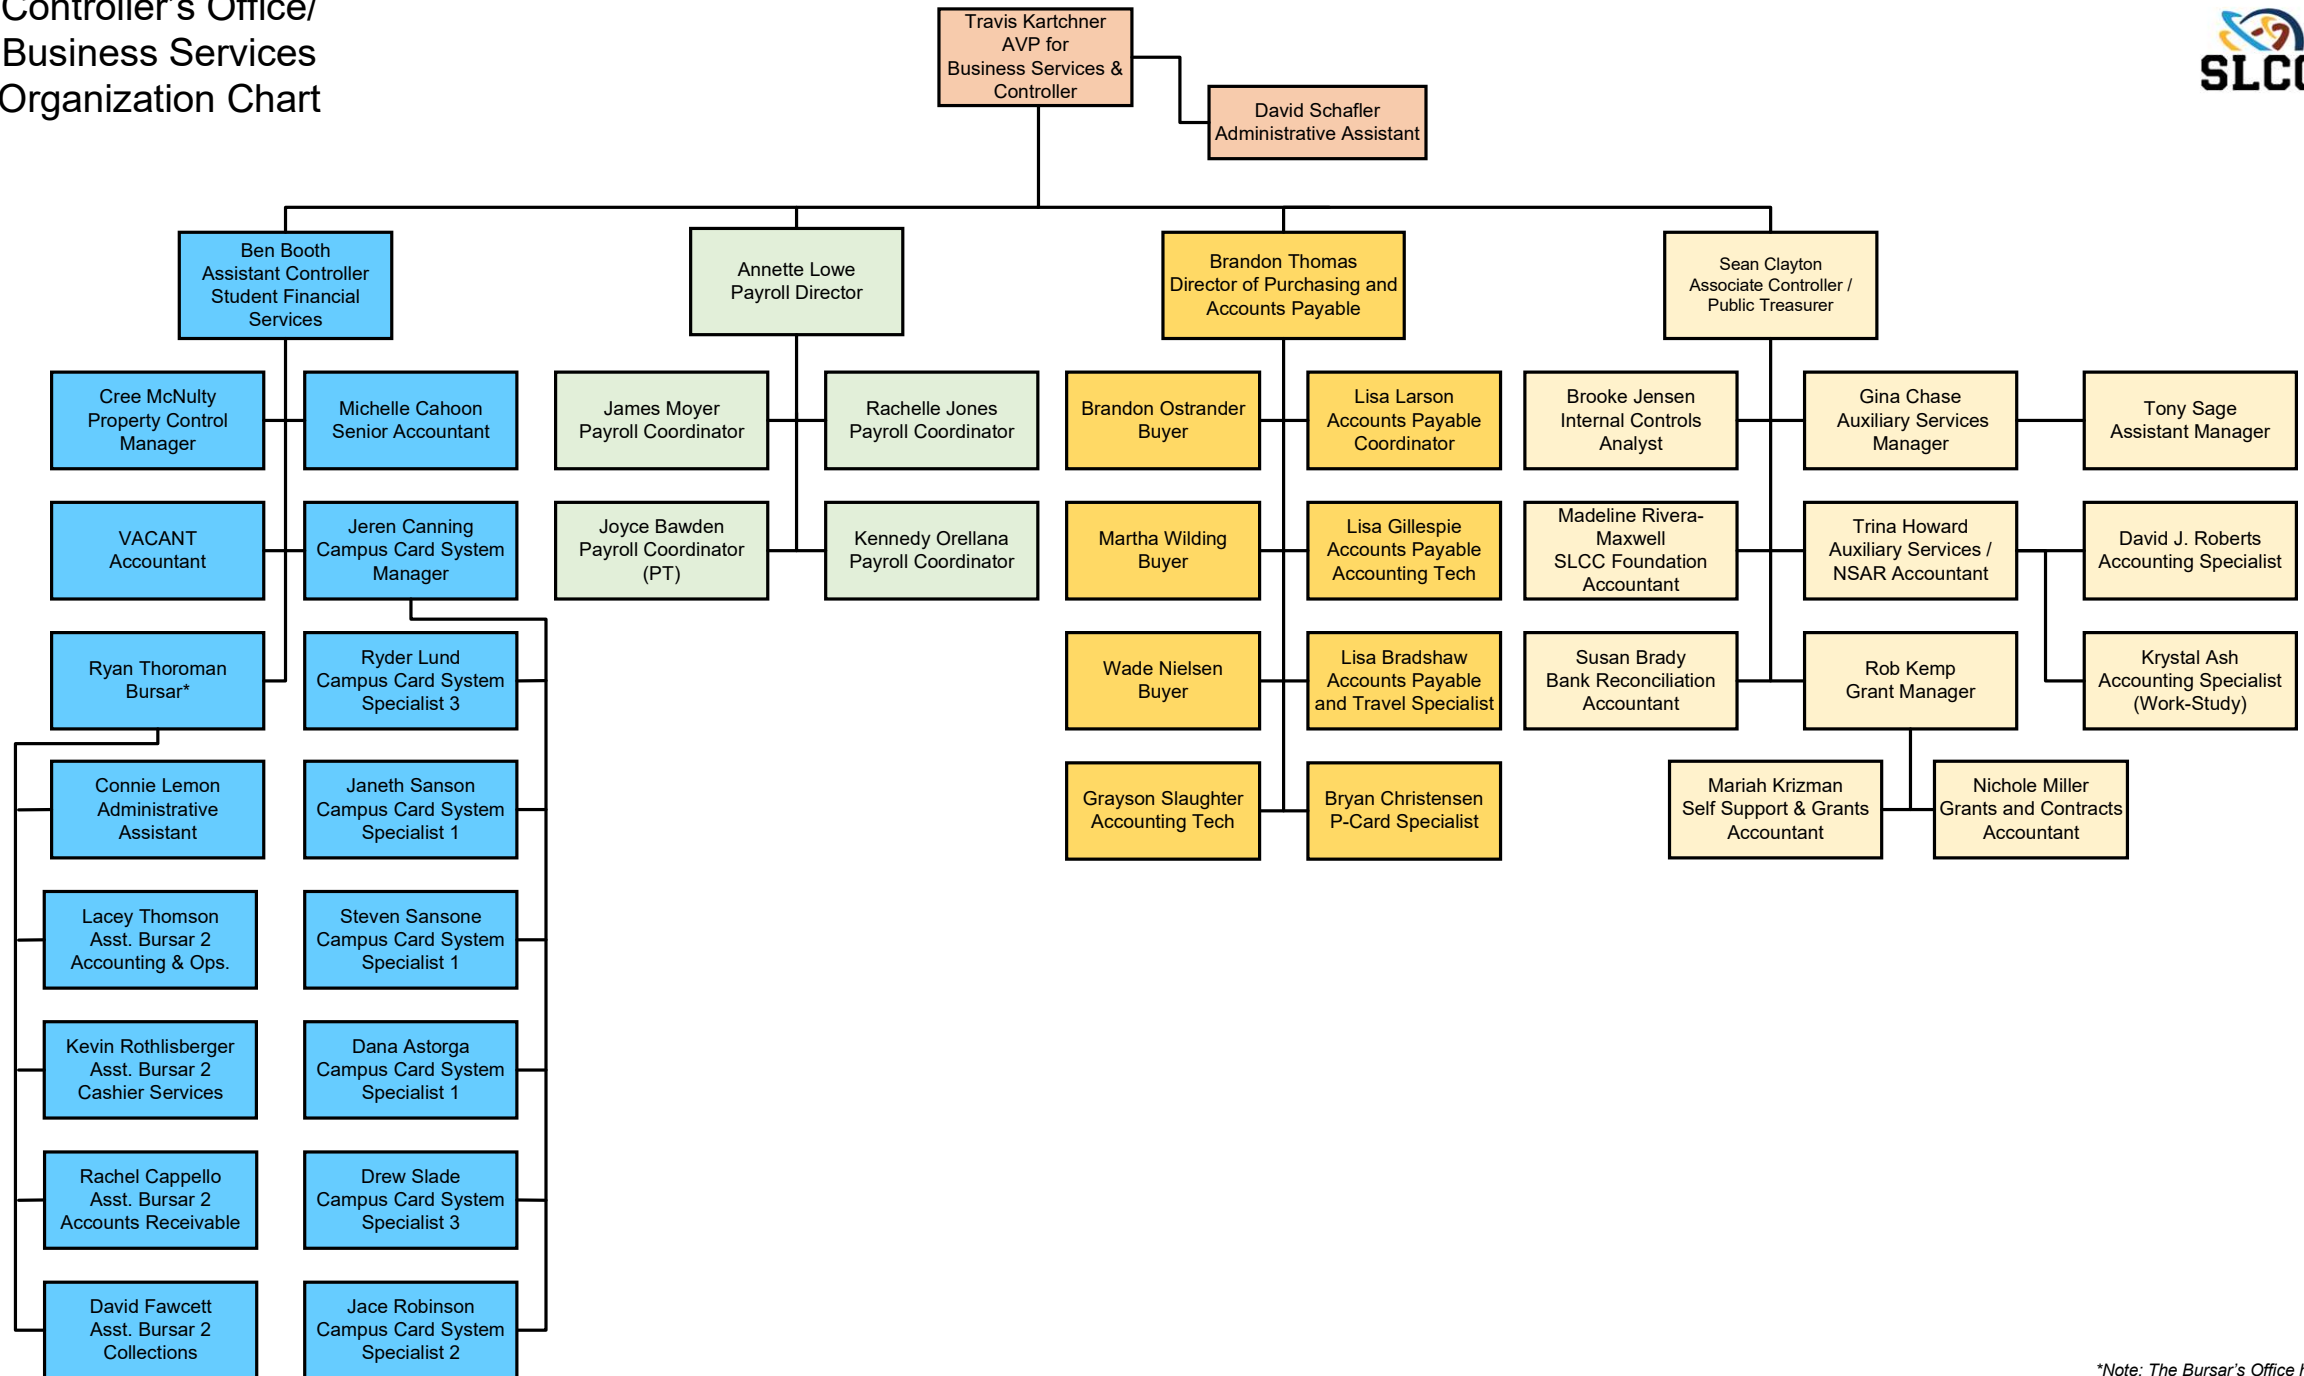 Controller's Office/
Business Services
Organization Chart
Travis Kartchner
AVP for
Business Services &
Controller
David Schafler
Administrative Assistant
SLCC
Ben Booth
Assistant Controller
Student Financial
Services
Annette Lowe
Payroll Director
Brandon Thomas
Director of Purchasing and
Accounts Payable
Sean Clayton
Associate Controller /
Public Treasurer
Cree McNulty
Property Control
Manager
Michelle Cahoon
Senior Accountant
James Moyer
Payroll Coordinator
Rachelle Jones
Payroll Coordinator
Brandon Ostrander
Buyer
Lisa Larson
Accounts Payable
Coordinator
Brooke Jensen
Internal Controls
Analyst
Gina Chase
Auxiliary Services
Manager
Tony Sage
Assistant Manager
VACANT
Accountant
Jeren Canning
Campus Card System
Manager
Joyce Bawden
Payroll Coordinator
(PT)
Kennedy Orellana
Payroll Coordinator
Martha Wilding
Buyer
Lisa Gillespie
Accounts Payable
Accounting Tech
Madeline Rivera-
Maxwell
SLCC Foundation
Accountant
Trina Howard
Auxiliary Services /
NSAR Accountant
David J. Roberts
Accounting Specialist
Ryan Thoroman
Bursar*
Ryder Lund
Campus Card System
Specialist 3
Wade Nielsen
Buyer
Lisa Bradshaw
Accounts Payable
and Travel Specialist
Susan Brady
Bank Reconciliation
Accountant
Rob Kemp
Grant Manager
Krystal Ash
Accounting Specialist
(Work-Study)
Connie Lemon
Administrative
Assistant
Janeth Sanson
Campus Card System
Specialist 1
Grayson Slaughter
Accounting Tech
Bryan Christensen
P-Card Specialist
Mariah Krizman
Self Support & Grants
Accountant
Nichole Miller
Grants and Contracts
Accountant
Lacey Thomson
Asst. Bursar 2
Accounting & Ops.
Steven Sansone
Campus Card System
Specialist 1
Kevin Rothlisberger
Asst. Bursar 2
Cashier Services
Dana Astorga
Campus Card System
Specialist 1
Rachel Cappello
Asst. Bursar 2
Accounts Receivable
Drew Slade
Campus Card System
Specialist 3
David Fawcett
Asst. Bursar 2
Collections
Jace Robinson
Campus Card System
Specialist 2
*Note: The Bursar's Office